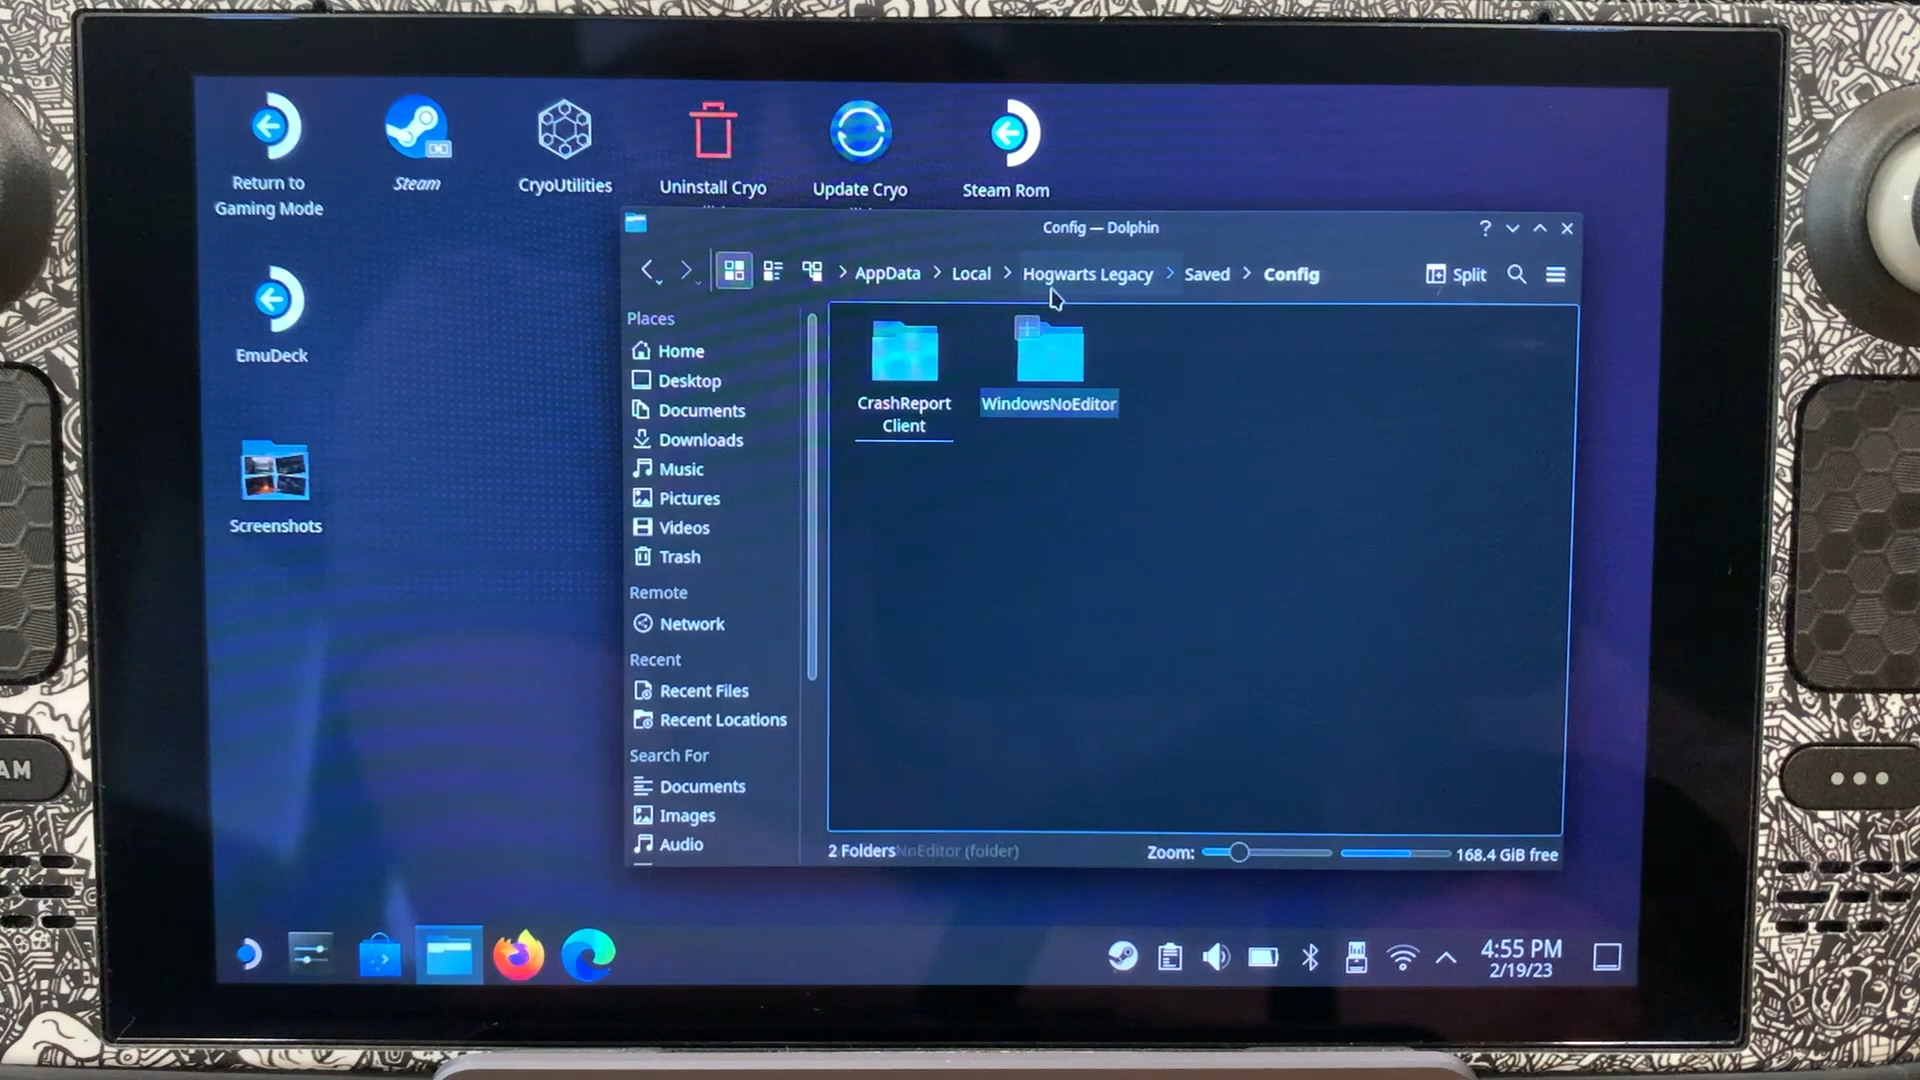 Return to
Gaming Mode
Steam
CryoUtilities
Uninstall Cryo
Update Cryo
Steam Rom
EmuDeck
Screenshots
Config — Dolphin
AppData
Local
Hogwarts Legacy
Saved
Config
Split
Places
Home
Desktop
Documents
Downloads
Music
Pictures
Videos
Trash
Remote
Network
Recent
Recent Files
Recent Locations
Search For
Documents
Images
Audio
CrashReport
Client
WindowsNoEditor
2 Folders
NoEditor (folder)
Zoom:
168.4 GiB free
4:55 PM
2/19/23
AM